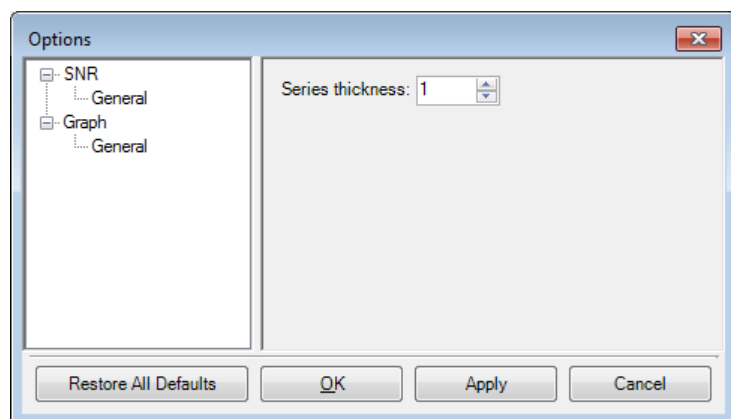 Options
SNR
General
Graph
General
Series thickness: 1
Restore All Defaults
OK
Apply
Cancel